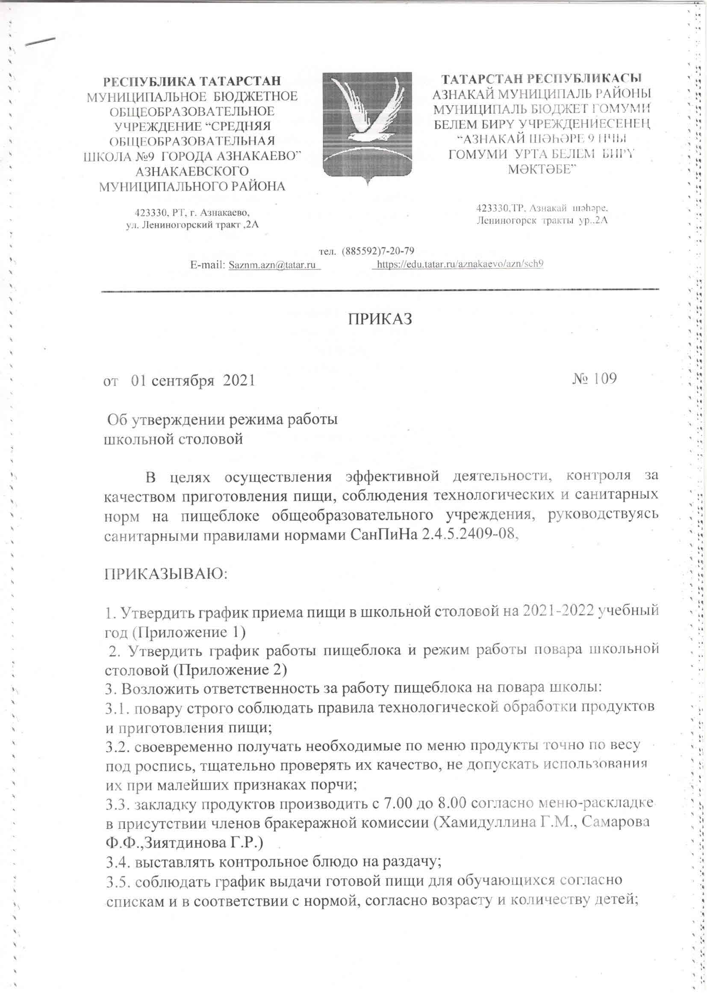 РЕСПУБЛИКА ТАТАРСТАН
МУНИЦИПАЛЬНОЕ БЮДЖЕТНОЕ
ОБЩЕОБРАЗОВАТЕЛЬНОЕ
УЧРЕЖДЕНИЕ “СРЕДНЯЯ
ОБЩЕОБРАЗОВАТЕЛЬНАЯ
ШКОЛА №9 ГОРОДА АЗНАКАЕВО”
АЗНАКАЕВСКОГО
МУНИЦИПАЛЬНОГО РАЙОНА
423330, РТ, г. Азнакаево,
ул. Лениногорский тракт ,2А
ТАТАРСТАН РЕСПУБЛИКАСЫ
АЗНАКАЙ МУНИЦИПАЛЬ РАЙОНЫ
МУНИЦИПАЛЬ БЮДЖЕТ ГОМУМИ
БЕЛЕМ БИРҮ УЧРЕЖДЕНИЕСЕНЕҢ
“АЗНАКАЙ ШӘҺӘРЕ 9 НЧЫ
ГОМУМИ УРТА БЕЛЕМ БИРҮ
МӘКТӘБЕ”
423330,ТР, Азнакай шәһәре,
Лениногорск тракты ур.,2А
тел. (885592)7-20-79
E-mail: Saznm.azn@tatar.ru https://edu.tatar.ru/aznakaevo/azn/sch9
ПРИКАЗ
от 01 сентября 2021 № 109
Об утверждении режима работы
школьной столовой
В целях осуществления эффективной деятельности, контроля за
качеством приготовления пищи, соблюдения технологических и санитарных
норм на пищеблоке общеобразовательного учреждения, руководствуясь
санитарными правилами нормами СанПиНа 2.4.5.2409-08,
ПРИКАЗЫВАЮ:
1. Утвердить график приема пищи в школьной столовой на 2021-2022 учебный
год (Приложение 1)
2. Утвердить график работы пищеблока и режим работы повара школьной
столовой (Приложение 2)
3. Возложить ответственность за работу пищеблока на повара школы:
3.1. повару строго соблюдать правила технологической обработки продуктов
и приготовления пищи;
3.2. своевременно получать необходимые по меню продукты точно по весу
под роспись, тщательно проверять их качество, не допускать использования
их при малейших признаках порчи;
3.3. закладку продуктов производить с 7.00 до 8.00 согласно меню-раскладке
в присутствии членов бракеражной комиссии (Хамидуллина Г.М., Самарова
Ф.Ф.,Зиятдинова Г.Р.)
3.4. выставлять контрольное блюдо на раздачу;
3.5. соблюдать график выдачи готовой пищи для обучающихся согласно
спискам и в соответствии с нормой, согласно возрасту и количеству детей;